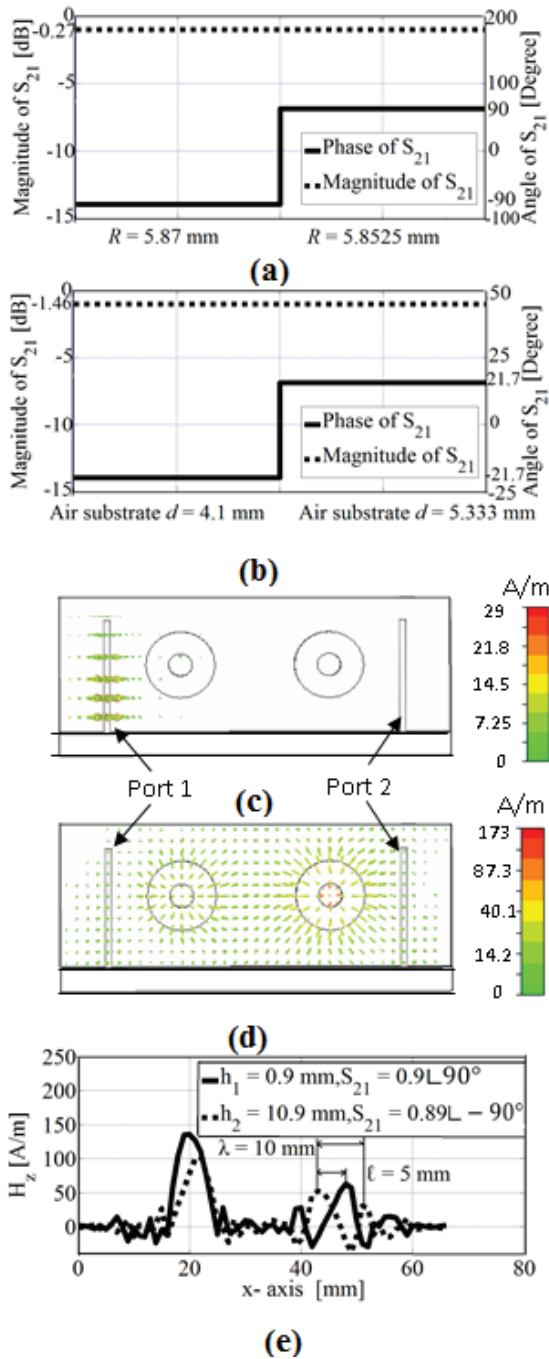 0
-0.27
-5
-10
-15
Magnitude of S21 [dB]
200
100
90
0
-90
-100
Angle of S21 [Degree]
Phase of S21
Magnitude of S21
R = 5.87 mm
R = 5.8525 mm
(a)
0
-1.46
-5
-10
-15
Magnitude of S21 [dB]
50
25
21.7
0
-21.7
-25
Angle of S21 [Degree]
Phase of S21
Magnitude of S21
Air substrate d = 4.1 mm
Air substrate d = 5.333 mm
(b)
A/m
29
21.8
14.5
7.25
0
Port 1
Port 2
(c)
A/m
173
87.3
40.1
14.2
0
(d)
250
200
150
100
50
0
Hz [A/m]
h1 = 0.9 mm,S21 = 0.9∟90°
h2 = 10.9 mm,S21 = 0.89∟ − 90°
λ = 10 mm
ℓ = 5 mm
0
20
40
60
80
x- axis [mm]
(e)